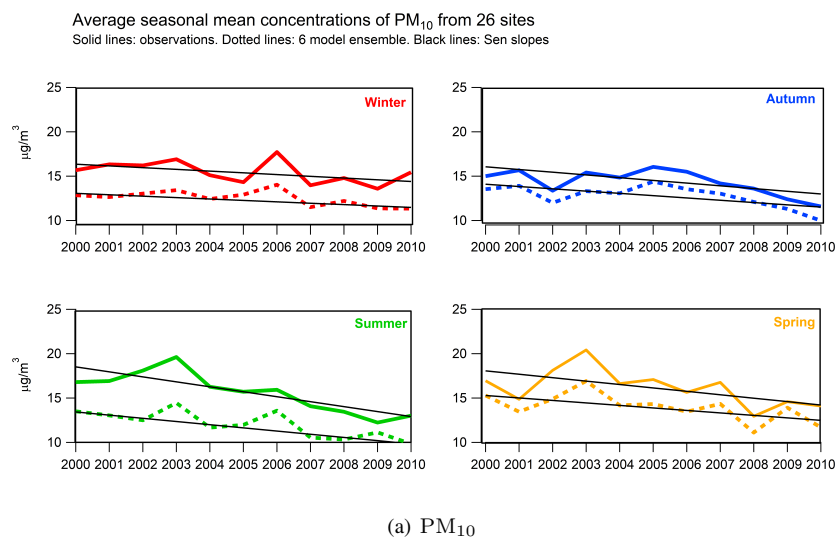 Average seasonal mean concentrations of PM10 from 26 sites
Solid lines: observations. Dotted lines: 6 model ensemble. Black lines: Sen slopes
25
20
15
10
μg/m3
Winter
2000 2001 2002 2003 2004 2005 2006 2007 2008 2009 2010
25
20
15
10
Autumn
2000 2001 2002 2003 2004 2005 2006 2007 2008 2009 2010
25
20
15
10
μg/m3
Summer
2000 2001 2002 2003 2004 2005 2006 2007 2008 2009 2010
25
20
15
10
Spring
2000 2001 2002 2003 2004 2005 2006 2007 2008 2009 2010
(a) PM10